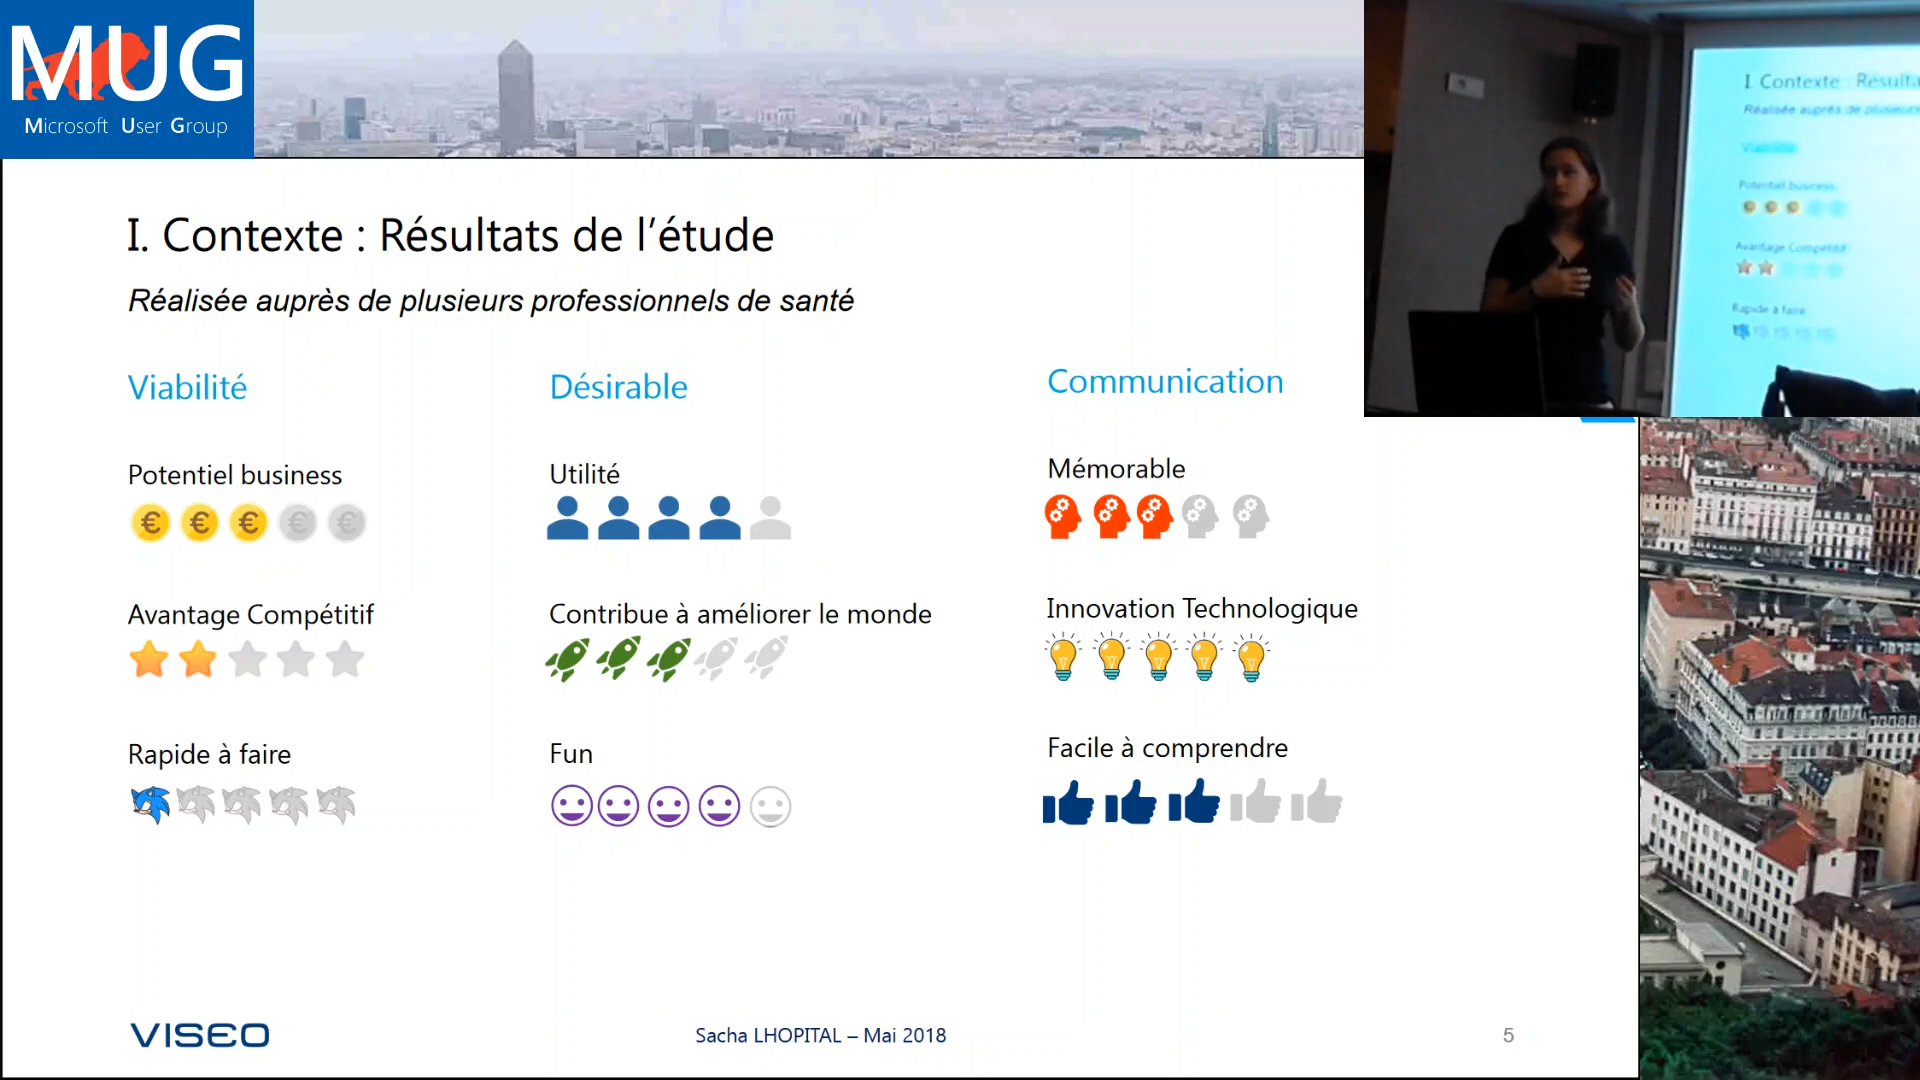 MUG
Microsoft User Group
I. Contexte : Résultats de l'étude
Réalisée auprès de plusieurs professionnels de santé
Viabilité
Potentiel business
Avantage Compétitif
Rapide à faire
Désirable
Utilité
Contribue à améliorer le monde
Fun
Communication
Mémorable
Innovation Technologique
Facile à comprendre
VISEO
Sacha LHOPITAL – Mai 2018
5
I. Contexte : Résulta
Réalisée auprès de plusieurs
Viabilité
Potentiel business
Avantage Compétitif
Rapide à faire